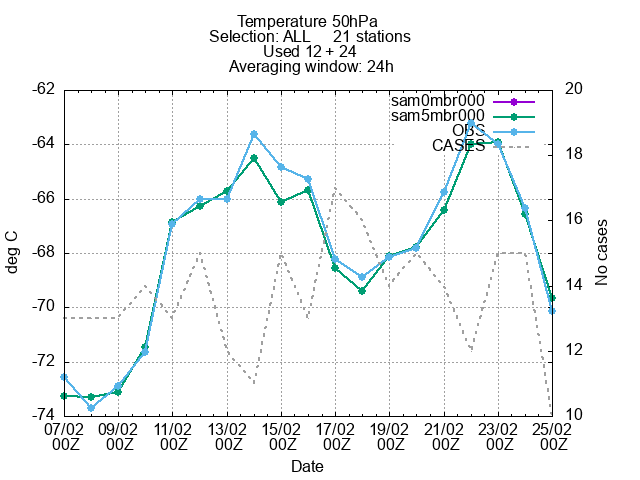 Temperature 50hPa
Selection: ALL 21 stations
Used 12 + 24
Averaging window: 24h
sam0mbr000
sam5mbr000
OBS
CASES
deg C
-62
-64
-66
-68
-70
-72
-74
20
18
16
14
12
10
No cases
07/02 09/02 11/02 13/02 15/02 17/02 19/02 21/02 23/02 25/02
00Z 00Z 00Z 00Z 00Z 00Z 00Z 00Z 00Z 00Z
Date